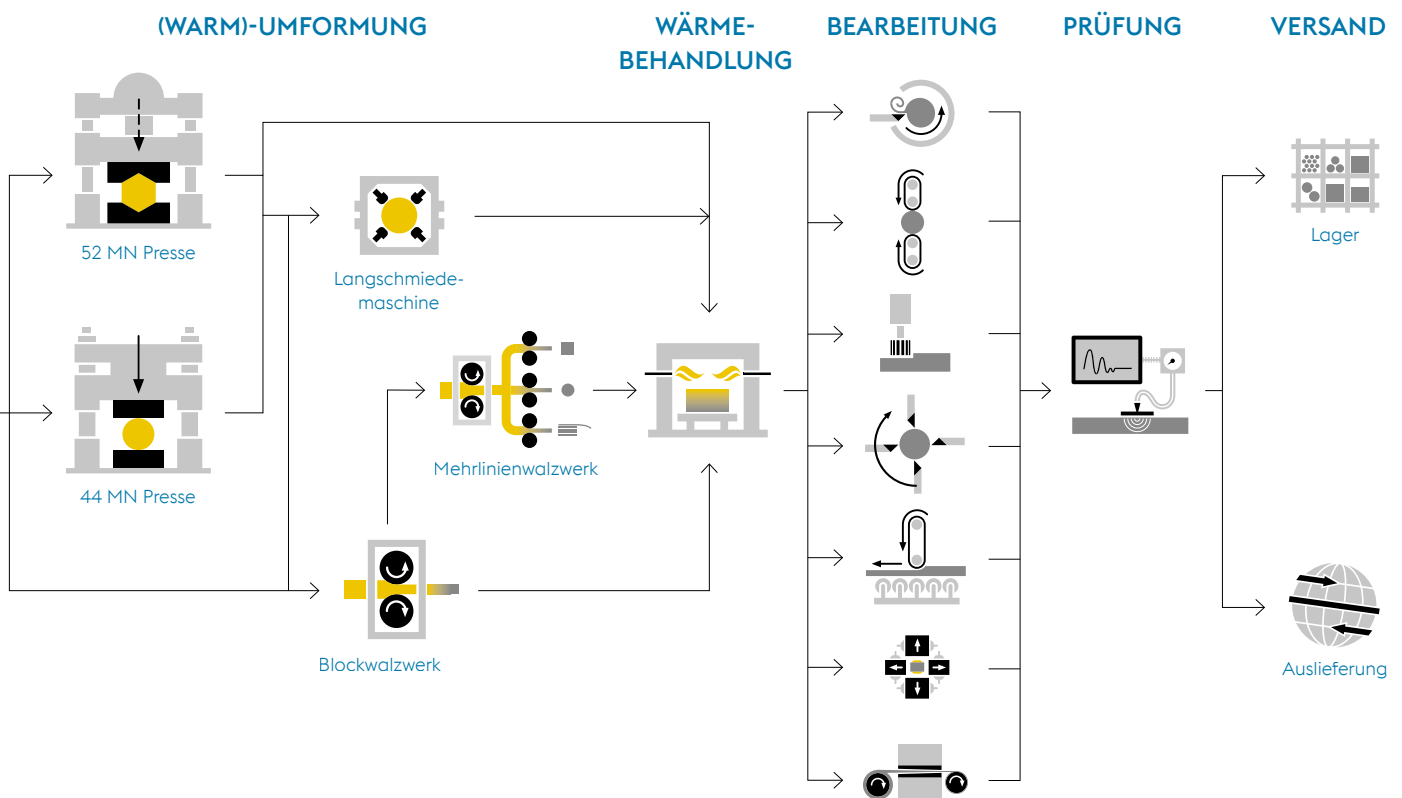 (WARM)-UMFORMUNG
WÄRME-
BEHANDLUNG
BEARBEITUNG
PRÜFUNG
VERSAND
52 MN Presse
Langschmiede-
maschine
Lager
44 MN Presse
Mehrlinienwalzwerk
Blockwalzwerk
Auslieferung